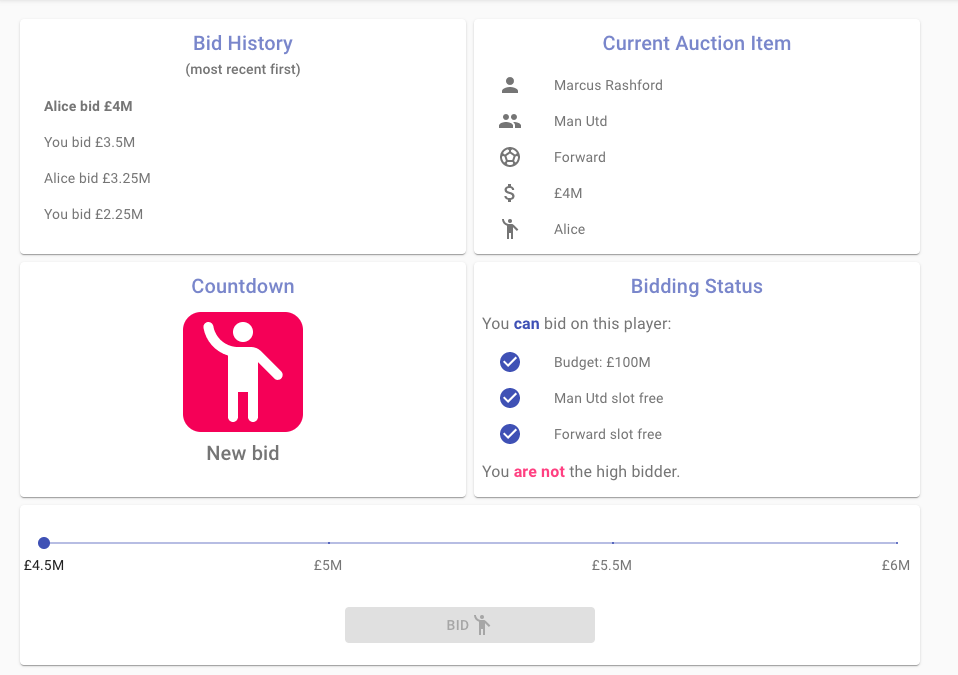 Bid History
(most recent first)
Alice bid £4M
You bid £3.5M
Alice bid £3.25M
You bid £2.25M
Current Auction Item
Marcus Rashford
Man Utd
Forward
£4M
Alice
Countdown
New bid
Bidding Status
You can bid on this player:
Budget: £100M
Man Utd slot free
Forward slot free
You are not the high bidder.
£4.5M £5M £5.5M £6M
BID